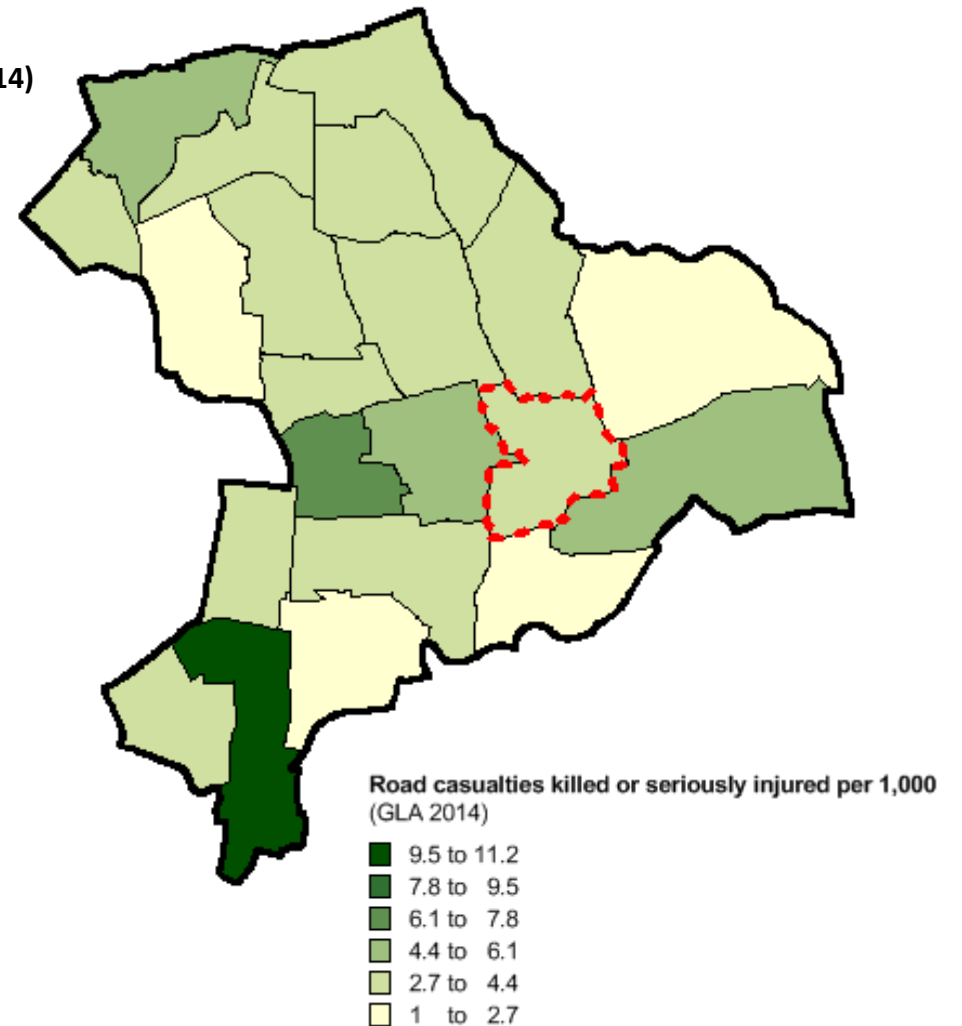 14)
Road casualties killed or seriously injured per 1,000
(GLA 2014)
9.5 to 11.2
7.8 to 9.5
6.1 to 7.8
4.4 to 6.1
2.7 to 4.4
1 to 2.7